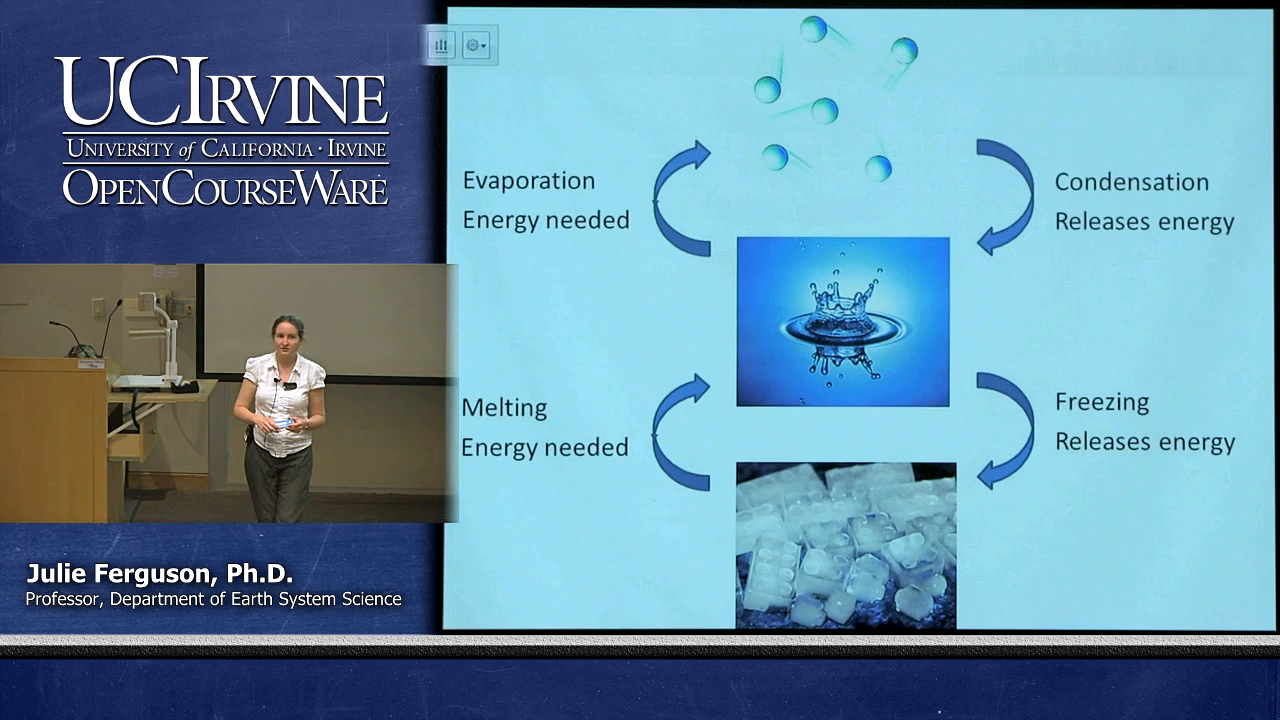 UCIRVINE
UNIVERSITY of CALIFORNIA · IRVINE
OPENCOURSEWARE
Evaporation
Energy needed
Condensation
Releases energy
Melting
Energy needed
Freezing
Releases energy
Julie Ferguson, Ph.D.
Professor, Department of Earth System Science